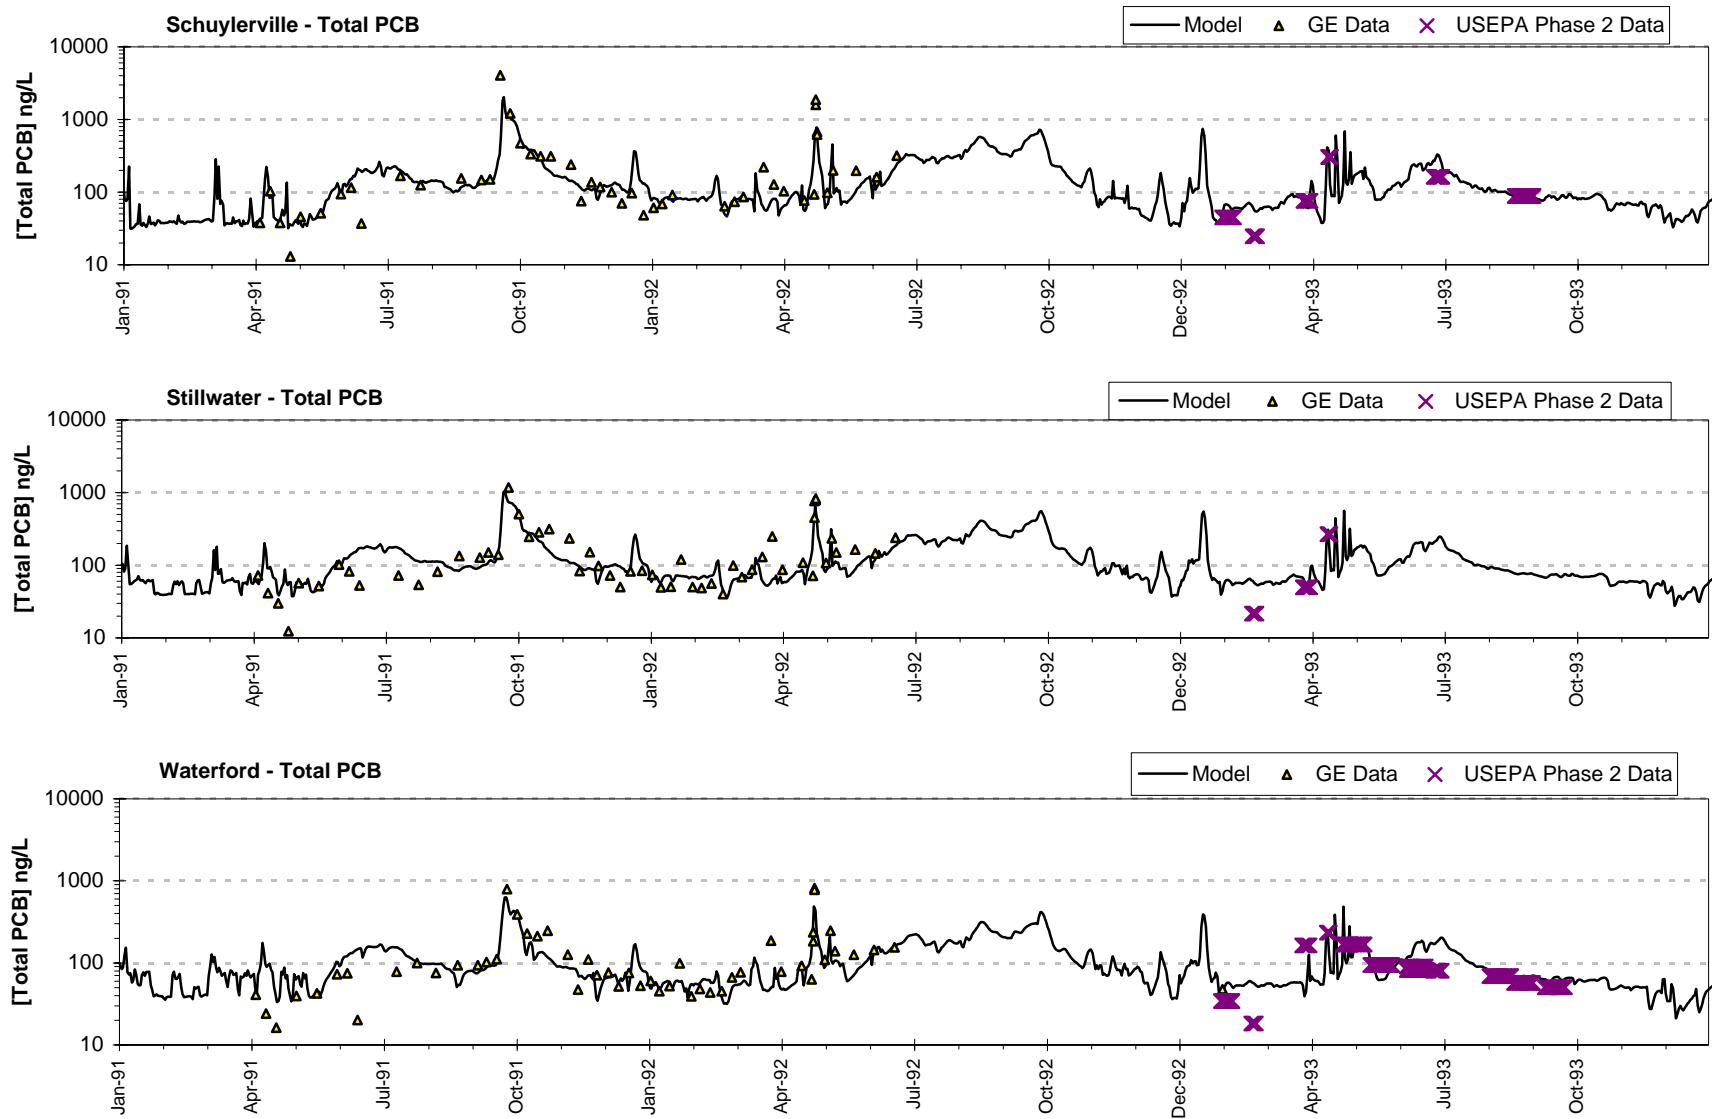 Schuylerville - Total PCB
Model GE Data USEPA Phase 2 Data
[Total PCB] ng/L
10000
1000
100
10
Jan-91 Apr-91 Jul-91 Oct-91 Jan-92 Apr-92 Jul-92 Oct-92 Dec-92 Apr-93 Jul-93 Oct-93
Stillwater - Total PCB
Model GE Data USEPA Phase 2 Data
[Total PCB] ng/L
10000
1000
100
10
Jan-91 Apr-91 Jul-91 Oct-91 Jan-92 Apr-92 Jul-92 Oct-92 Dec-92 Apr-93 Jul-93 Oct-93
Waterford - Total PCB
Model GE Data USEPA Phase 2 Data
[Total PCB] ng/L
10000
1000
100
10
Jan-91 Apr-91 Jul-91 Oct-91 Jan-92 Apr-92 Jul-92 Oct-92 Dec-92 Apr-93 Jul-93 Oct-93